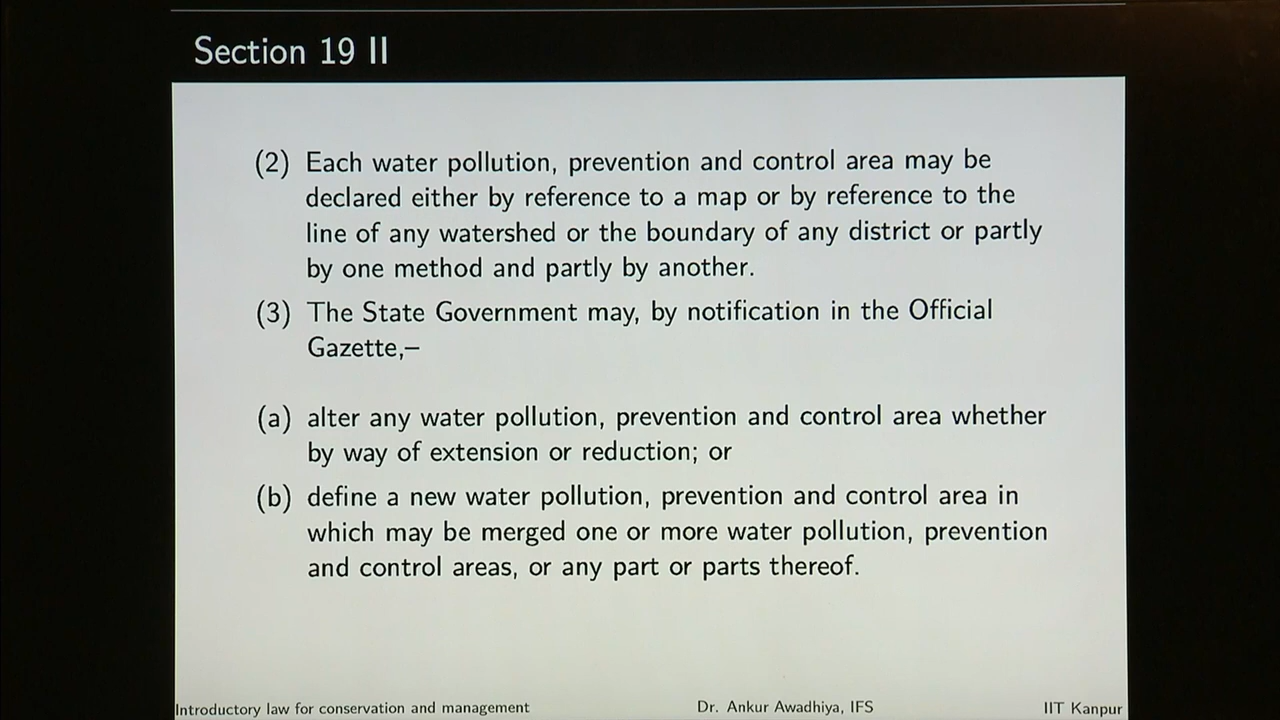 Section 19 II
(2) Each water pollution, prevention and control area may be
declared either by reference to a map or by reference to the
line of any watershed or the boundary of any district or partly
by one method and partly by another.
(3) The State Government may, by notification in the Official
Gazette,–
(a) alter any water pollution, prevention and control area whether
by way of extension or reduction; or
(b) define a new water pollution, prevention and control area in
which may be merged one or more water pollution, prevention
and control areas, or any part or parts thereof.
Introductory law for conservation and management Dr. Ankur Awadhiya, IFS IIT Kanpur